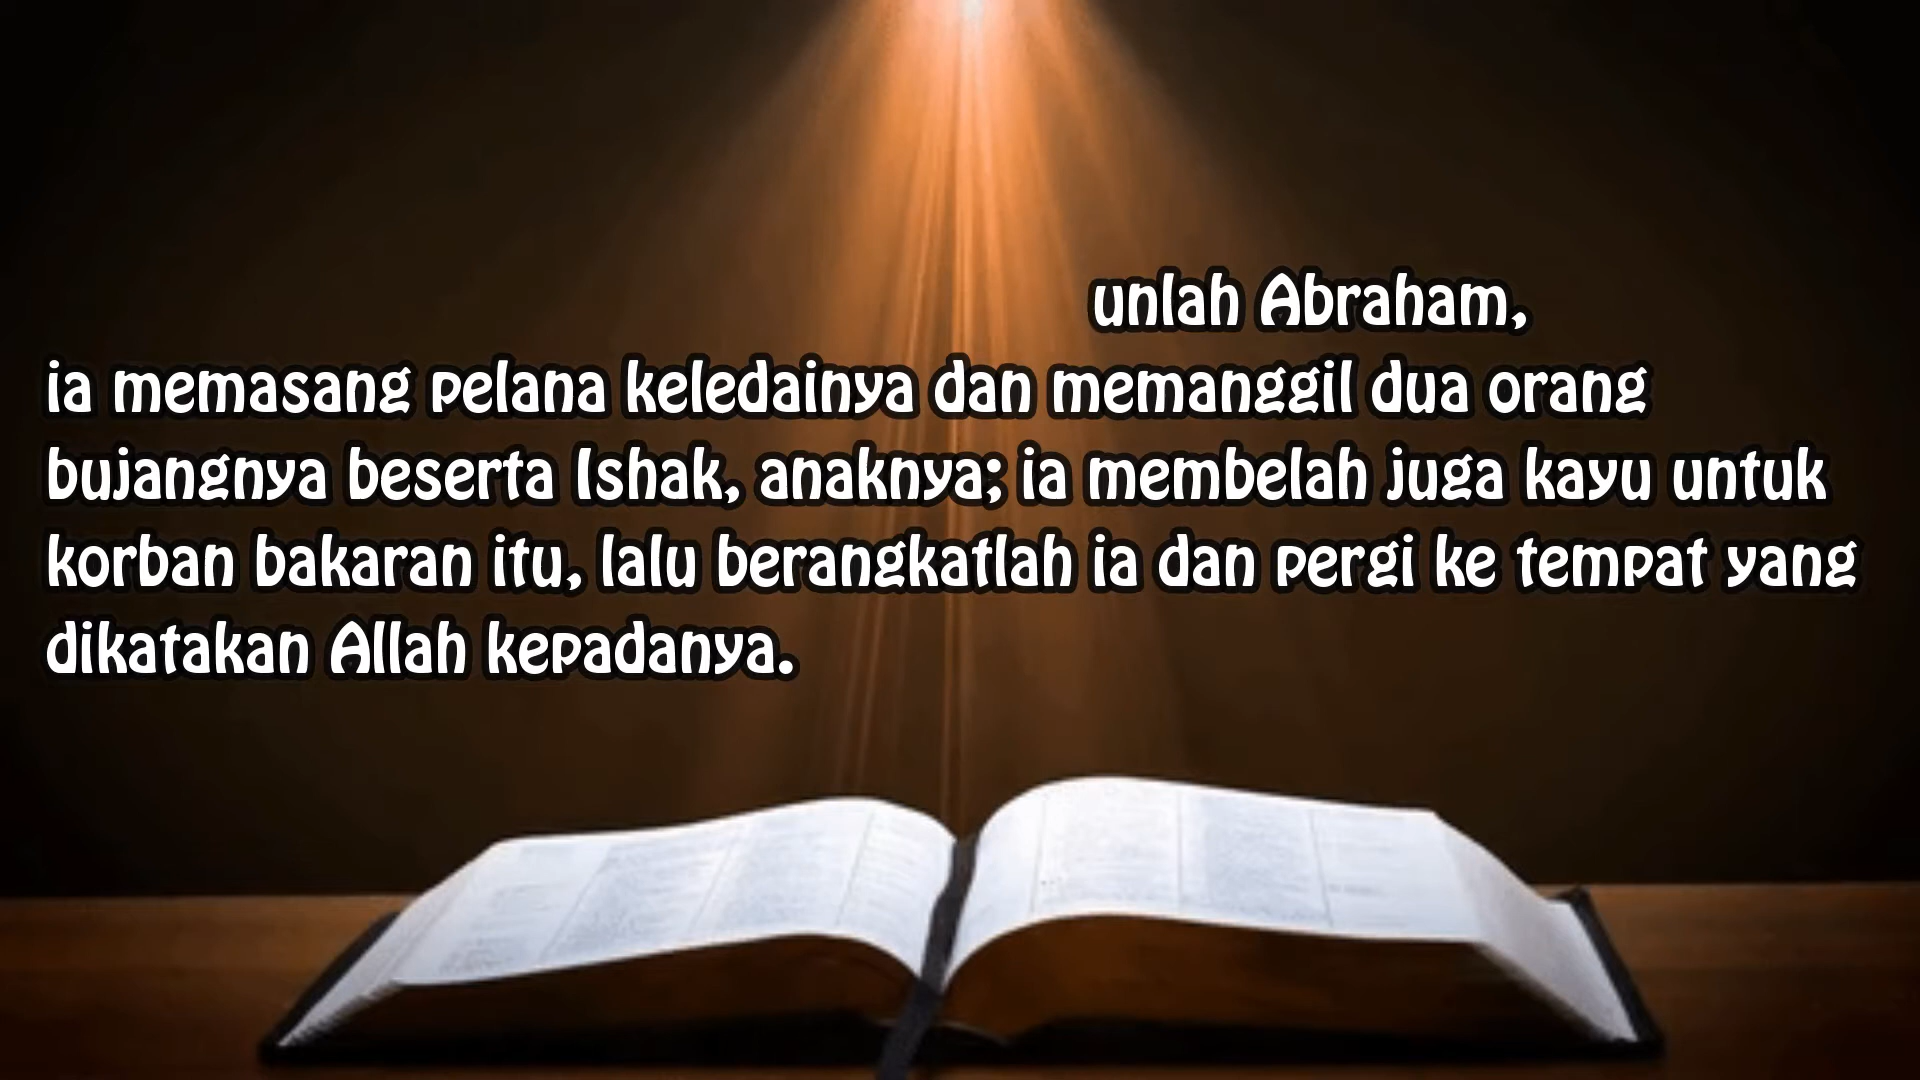 unlah Abraham,
ia memasang pelana keledainya dan memanggil dua orang
bujangnya beserta Ishak, anaknya; ia membelah juga kayu untuk
korban bakaran itu, lalu berangkatlah ia dan pergi ke tempat yang
dikatakan Allah kepadanya.